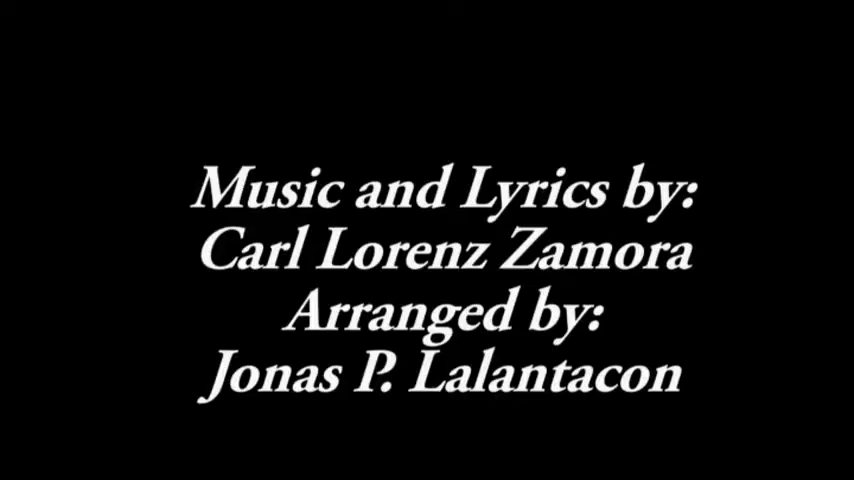 Music and Lyrics by:
Carl Lorenz Zamora
Arranged by:
Jonas P. Lalantacon